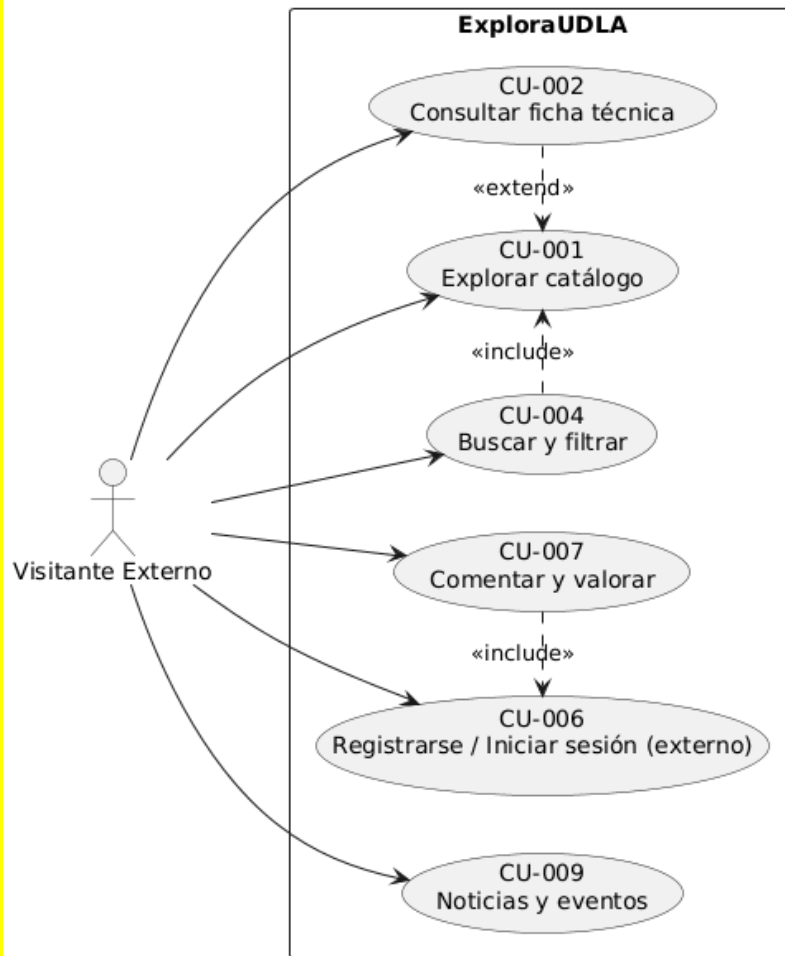 ExploraUDLA
CU-002
Consultar ficha técnica
«extend»
CU-001
Explorar catálogo
«include»
CU-004
Buscar y filtrar
CU-007
Comentar y valorar
Visitante Externo
«include»
CU-006
Registrarse / Iniciar sesión (externo)
CU-009
Noticias y eventos